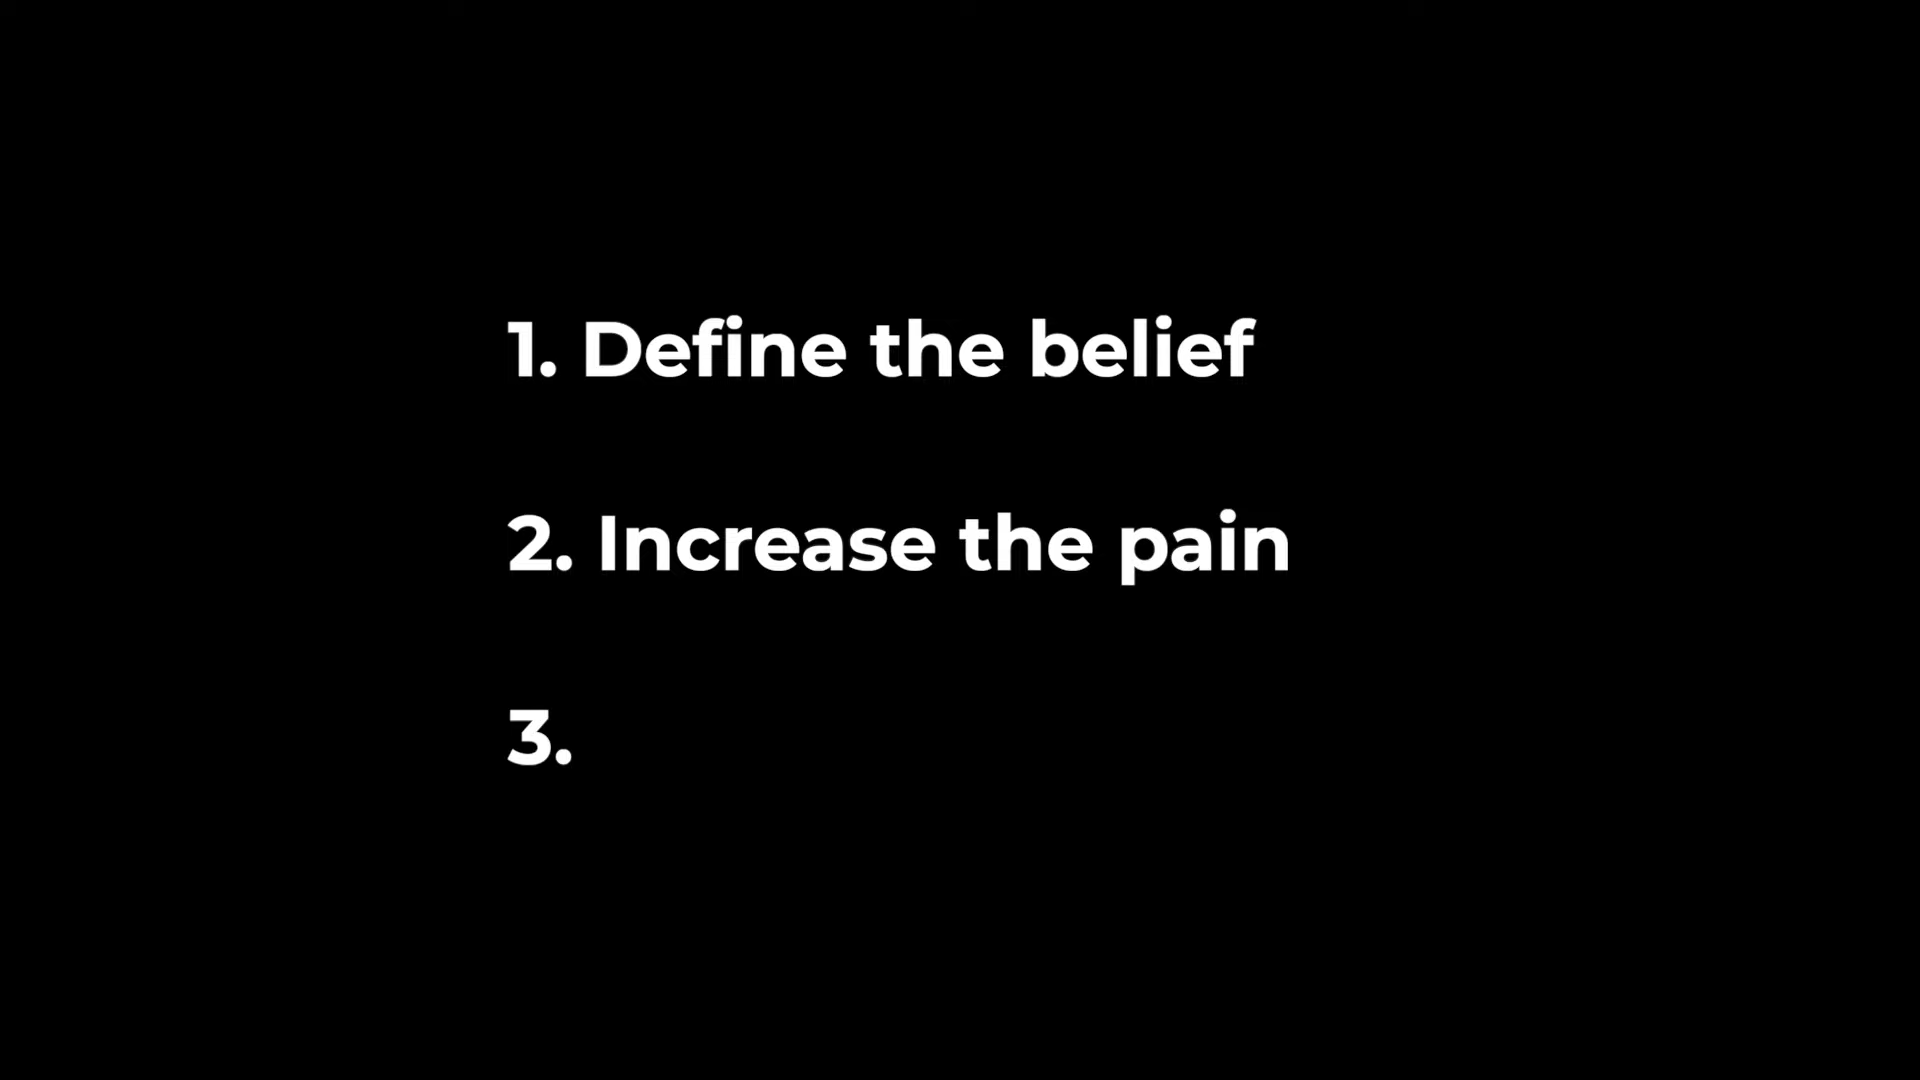 1. Define the belief
2. Increase the pain
3.